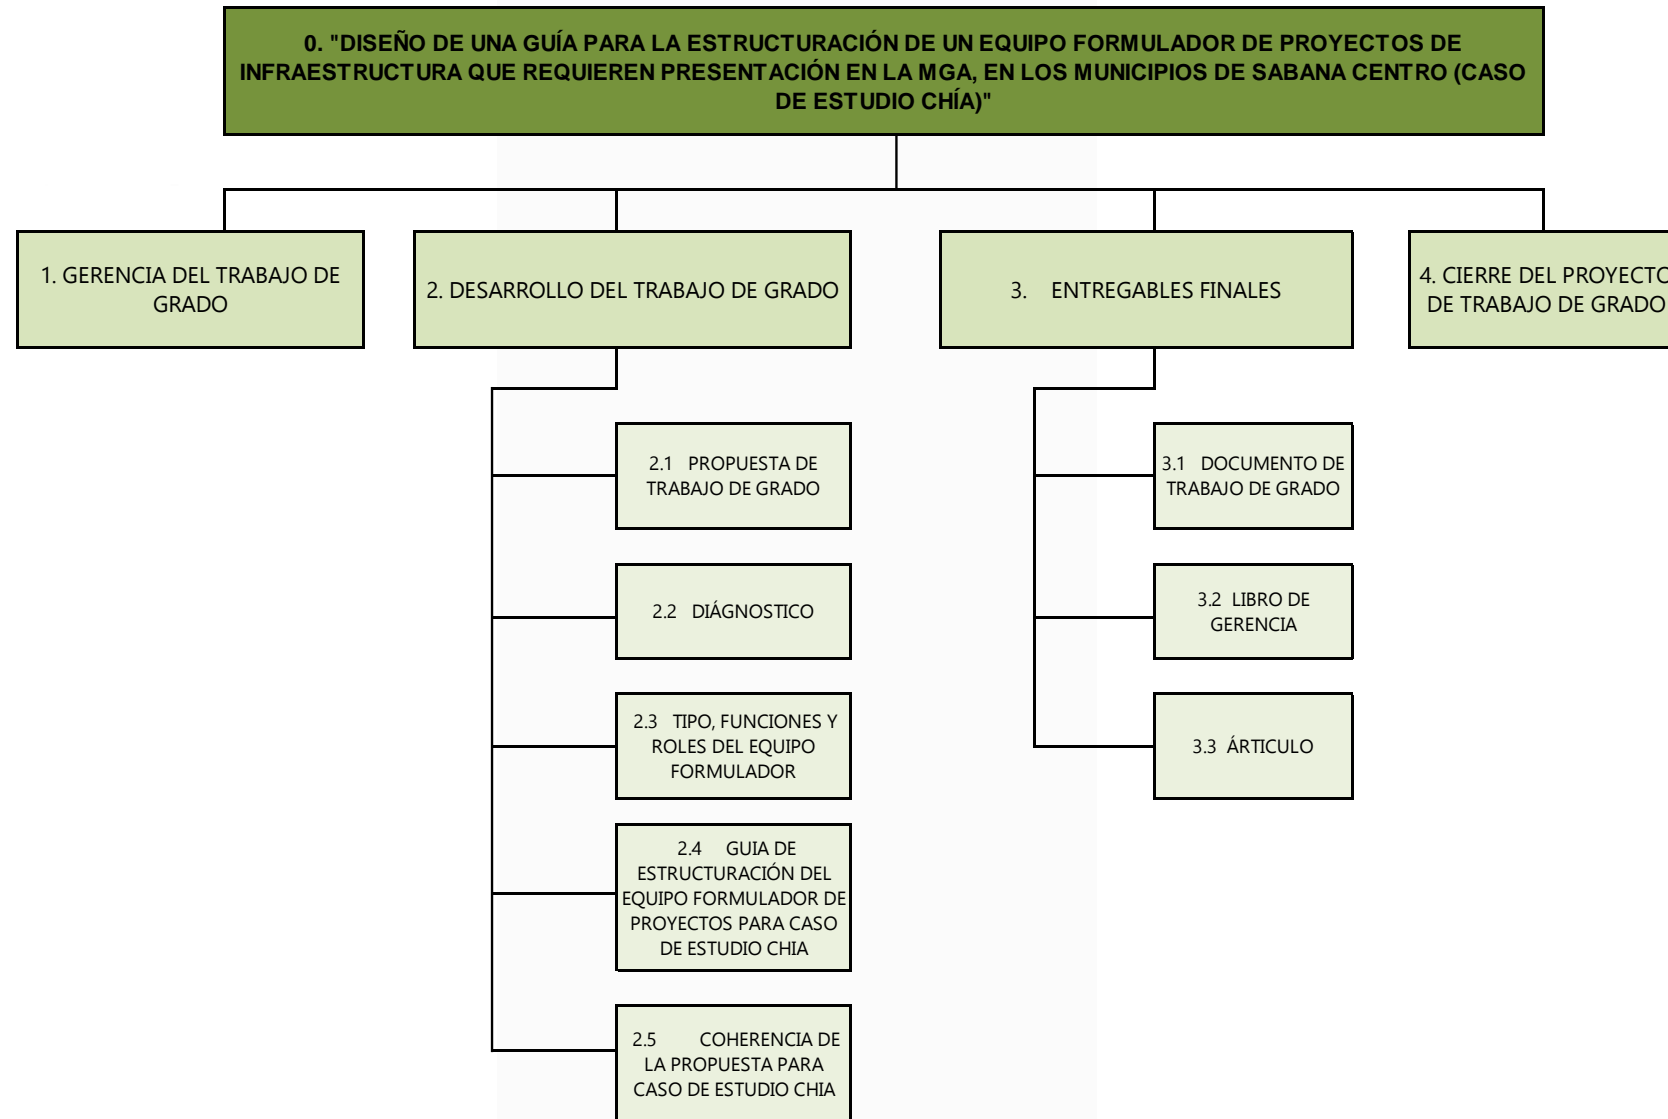 0. "DISEÑO DE UNA GUÍA PARA LA ESTRUCTURACIÓN DE UN EQUIPO FORMULADOR DE PROYECTOS DE
INFRAESTRUCTURA QUE REQUIEREN PRESENTACIÓN EN LA MGA, EN LOS MUNICIPIOS DE SABANA CENTRO (CASO
DE ESTUDIO CHÍA)"
1. GERENCIA DEL TRABAJO DE
GRADO
2. DESARROLLO DEL TRABAJO DE GRADO
3. ENTREGABLES FINALES
4. CIERRE DEL PROYECTO
DE TRABAJO DE GRADO
2.1 PROPUESTA DE
TRABAJO DE GRADO
2.2 DIÁGNOSTICO
2.3 TIPO, FUNCIONES Y
ROLES DEL EQUIPO
FORMULADOR
2.4 GUIA DE
ESTRUCTURACIÓN DEL
EQUIPO FORMULADOR DE
PROYECTOS PARA CASO
DE ESTUDIO CHIA
2.5 COHERENCIA DE
LA PROPUESTA PARA
CASO DE ESTUDIO CHIA
3.1 DOCUMENTO DE
TRABAJO DE GRADO
3.2 LIBRO DE
GERENCIA
3.3 ÁRTICULO